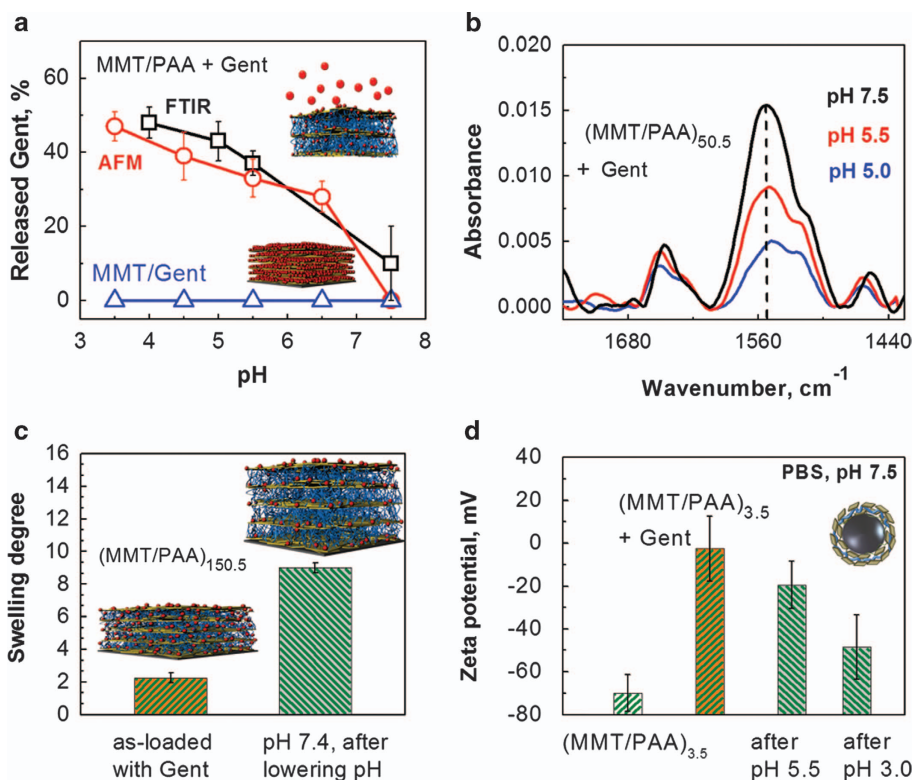 a
MMT/PAA + Gent
FTIR
AFM
MMT/Gent
Released Gent, %
60
40
20
0
3 4 5 6 7 8
pH
b
0.020
0.015
0.010
0.005
0.000
Absorbance
pH 7.5
pH 5.5
pH 5.0
(MMT/PAA)50.5
+ Gent
1680 1560 1440
Wavenumber, cm-1
c
16
14
12
10
8
6
4
2
0
Swelling degree
(MMT/PAA)150.5
as-loaded
with Gent
pH 7.4, after
lowering pH
d
40
20
0
-20
-40
-60
-80
Zeta potential, mV
PBS, pH 7.5
(MMT/PAA)3.5
+ Gent
(MMT/PAA)3.5
after
pH 5.5
after
pH 3.0